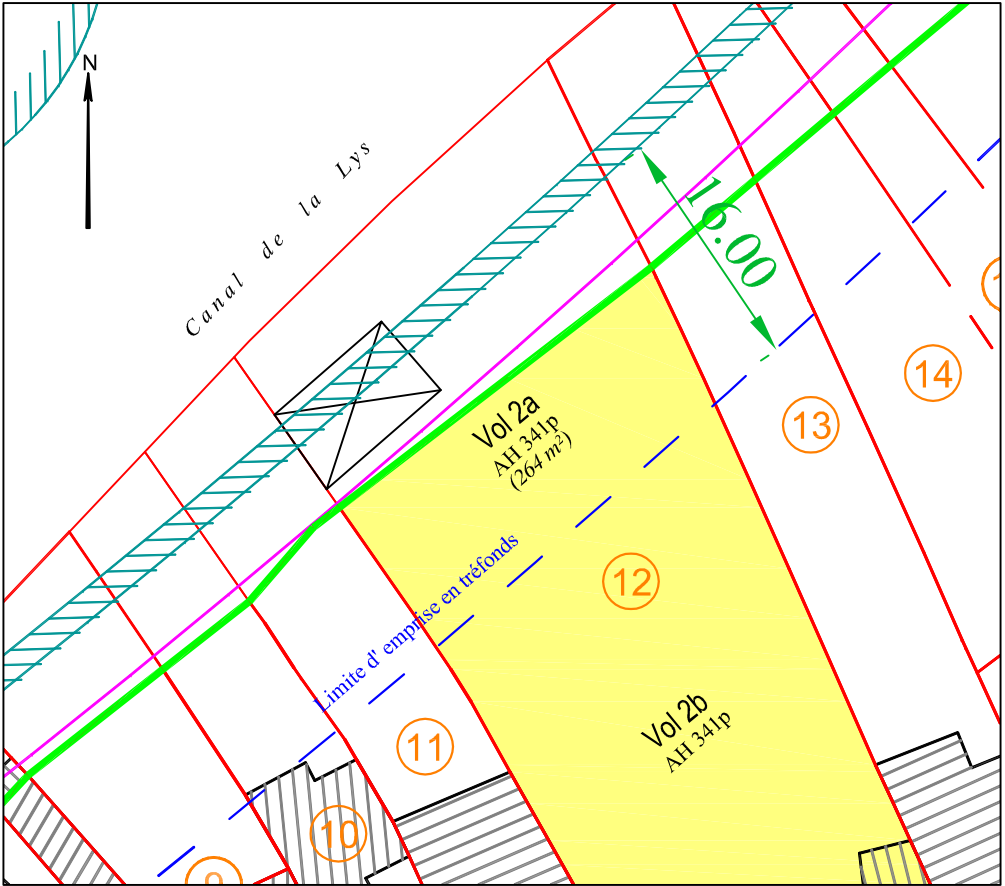 N
Canal de la Lys
16.00
14
13
Vol 2a
AH 341p
(264 m²)
Limite d' emprise en tréfonds
12
Vol 2b
AH 341p
11
10